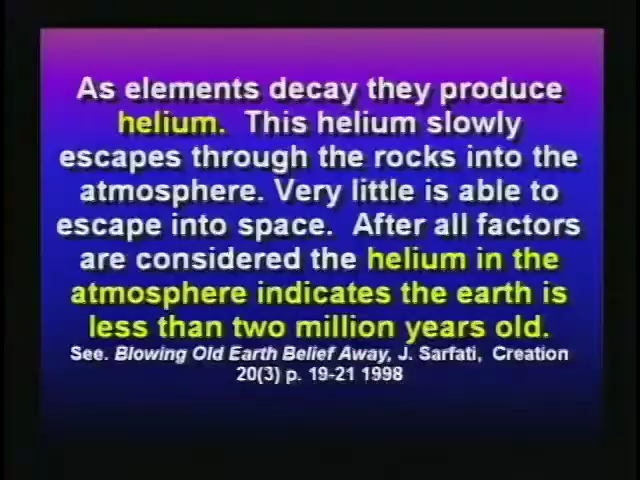 As elements decay they produce
helium.  This helium slowly
escapes through the rocks into the
atmosphere. Very little is able to
escape into space.  After all factors
are considered the helium in the
atmosphere indicates the earth is
less than two million years old.
See. Blowing Old Earth Belief Away, J. Sarfati,  Creation
20(3) p. 19-21 1998